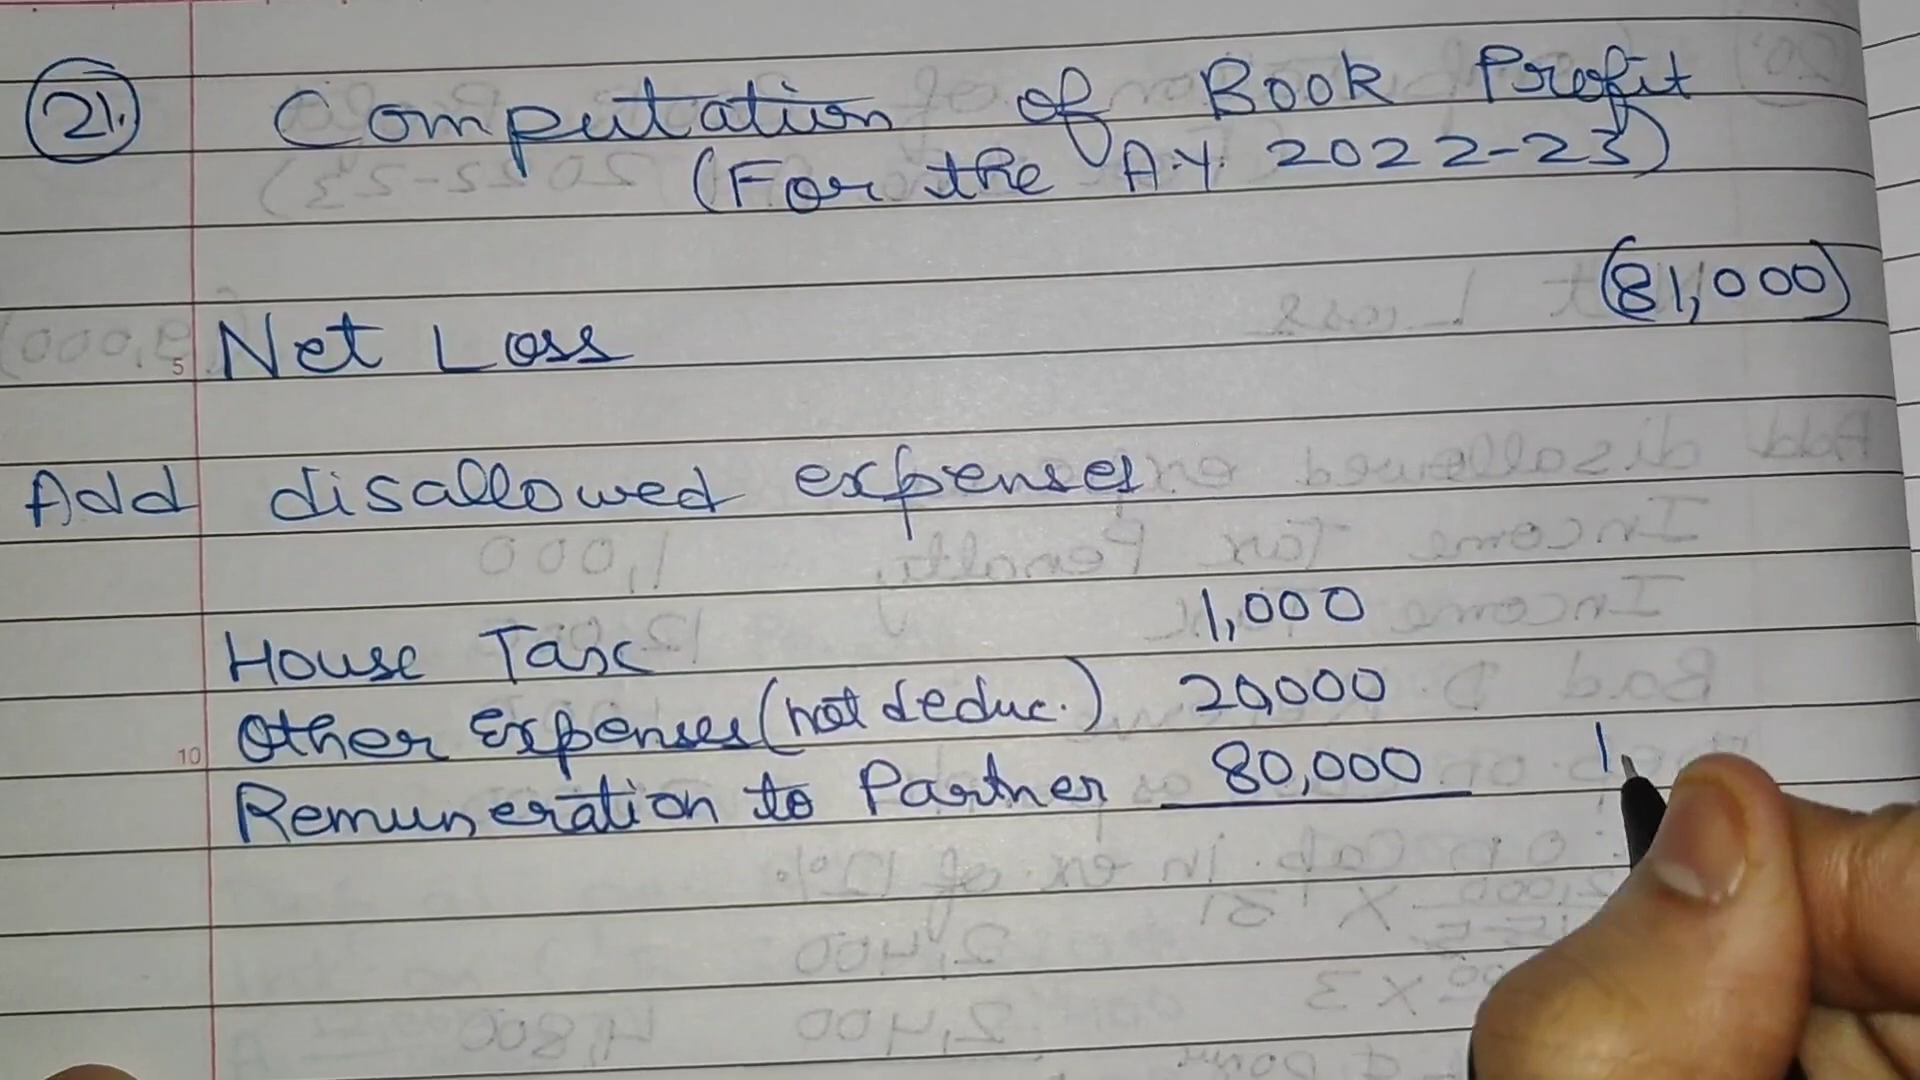 21. Computation of Book Profit
(For the A.Y. 2022-23)
Net Loss (81,000)
Add disallowed expenses
House Tax 1,000
Other Expenses (not deduc.) 20,000
Remuneration to Partner 80,000 1